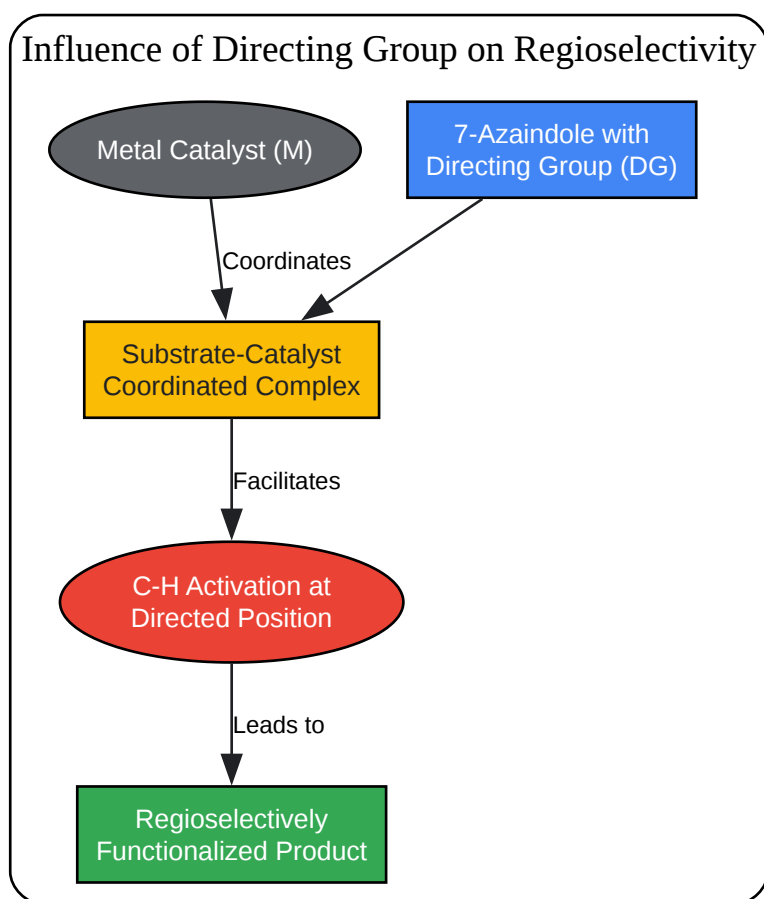 Influence of Directing Group on Regioselectivity
Metal Catalyst (M)
7-Azaindole with
Directing Group (DG)
Coordinates
Substrate-Catalyst
Coordinated Complex
Facilitates
C-H Activation at
Directed Position
Leads to
Regioselectively
Functionalized Product